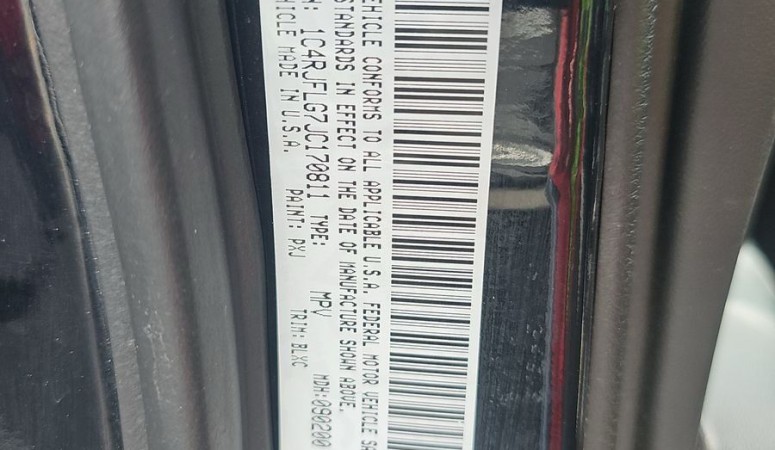 VEHICLE CONFORMS TO ALL APPLICABLE U.S.A. FEDERAL MOTOR VEHICLE SA
STANDARDS IN EFFECT ON THE DATE OF MANUFACTURE SHOWN ABOVE.
N: 1C4RJFLG7JC170811 TYPE: MPV MDH:090200
EHICLE MADE IN U.S.A. PAINT: PXJ TRIM: BLXC